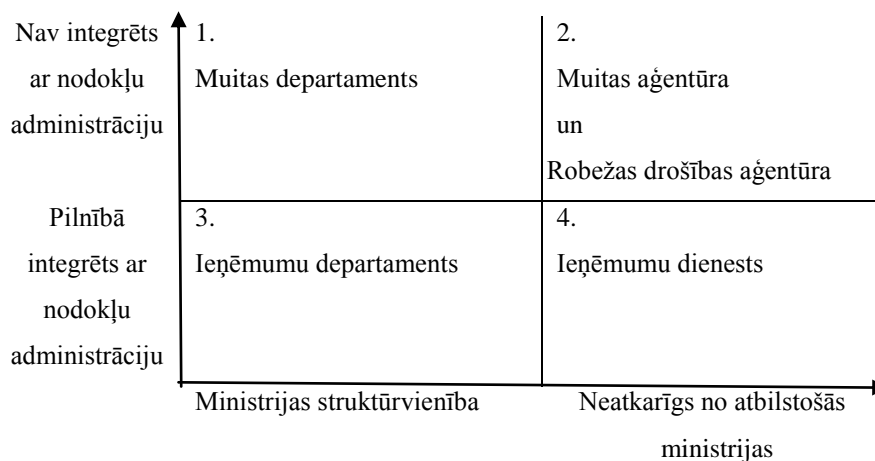 Nav integrēts
ar nodokļu
administrāciju
1.
Muitas departaments
2.
Muitas aģentūra
un
Robežas drošības aģentūra
Pilnībā
integrēts ar
nodokļu
administrāciju
3.
Ieņēmumu departaments
4.
Ieņēmumu dienests
Ministrijas struktūrvienība
Neatkarīgs no atbilstošās
ministrijas